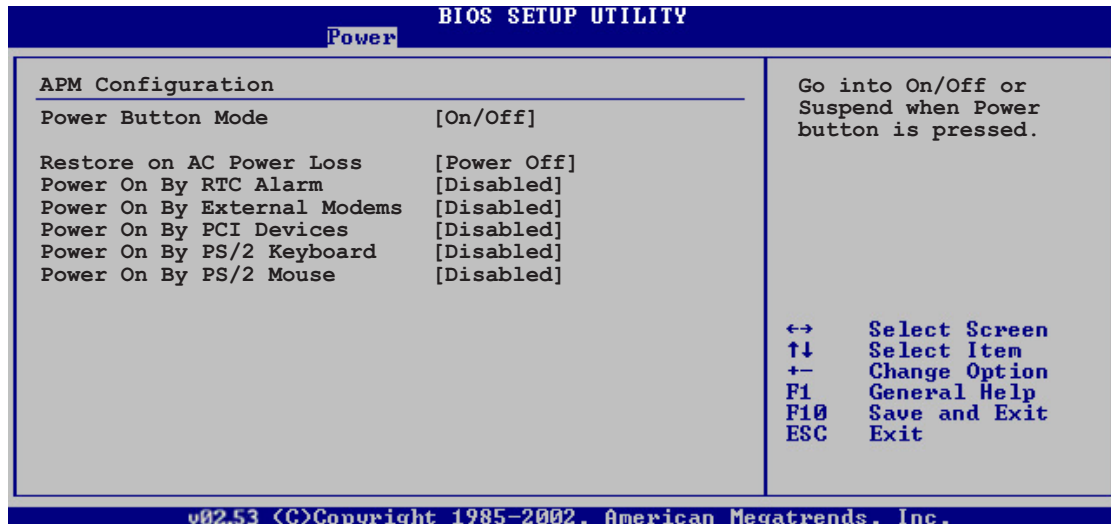 BIOS SETUP UTILITY
Power
APM Configuration
Power Button Mode [On/Off]
Restore on AC Power Loss [Power Off]
Power On By RTC Alarm [Disabled]
Power On By External Modems [Disabled]
Power On By PCI Devices [Disabled]
Power On By PS/2 Keyboard [Disabled]
Power On By PS/2 Mouse [Disabled]
Go into On/Off or
Suspend when Power
button is pressed.
←→ Select Screen
↑↓ Select Item
+- Change Option
F1 General Help
F10 Save and Exit
ESC Exit
v02.53 (C)Copyright 1985-2002, American Megatrends, Inc.